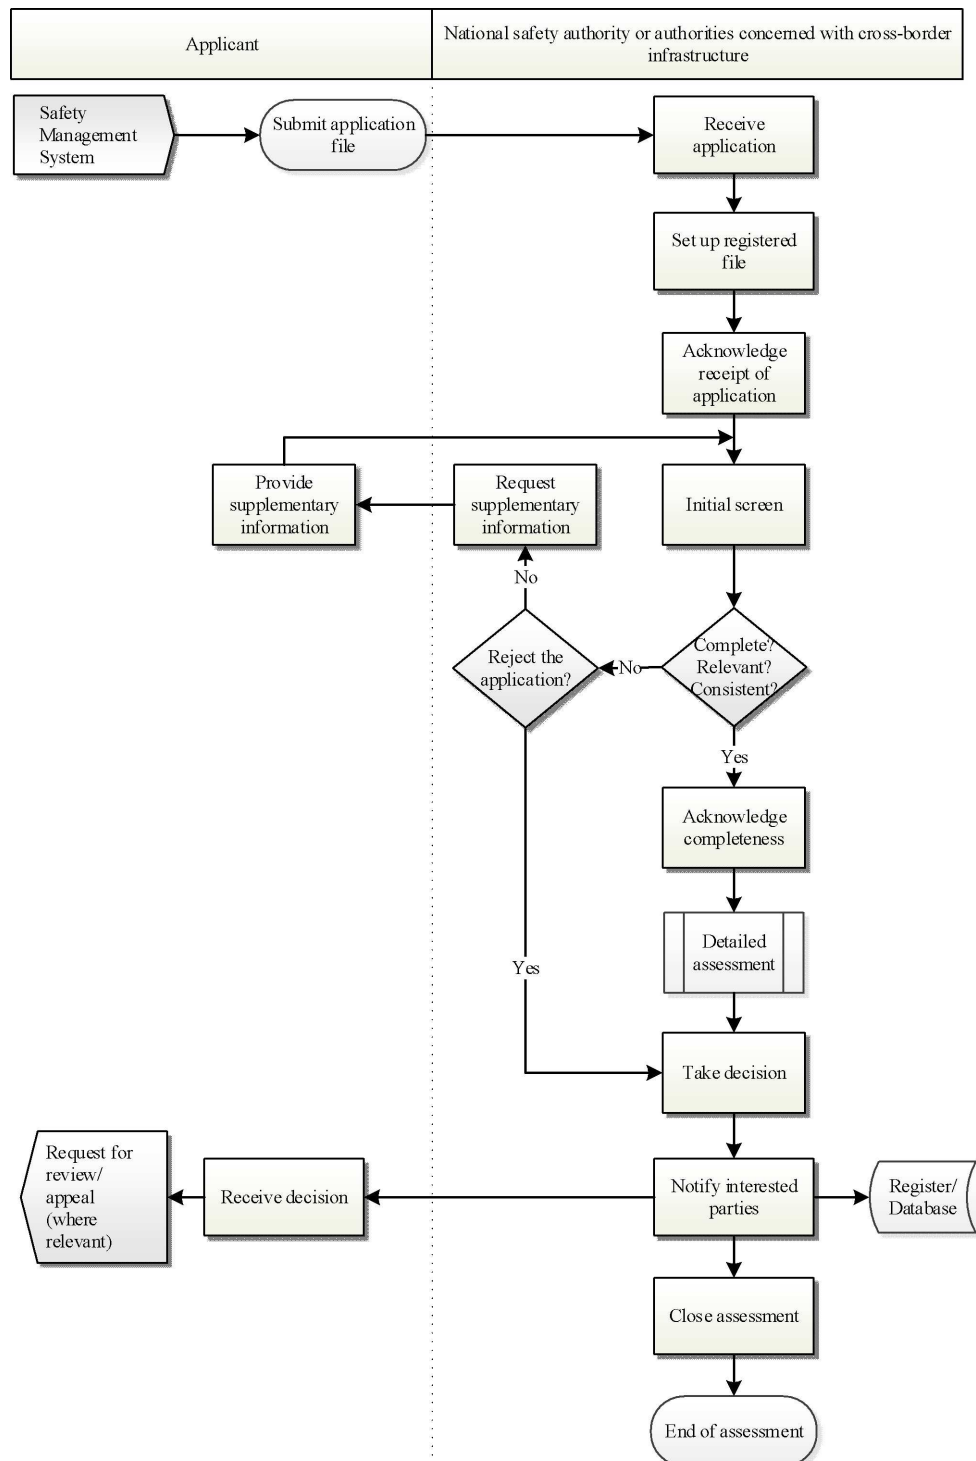 Applicant
National safety authority or authorities concerned with cross-border
infrastructure
Safety
Management
System
Submit application
file
Receive
application
Set up registered
file
Acknowledge
receipt of
application
Provide
supplementary
information
Request
supplementary
information
Initial screen
No
Reject the
application?
No
Complete?
Relevant?
Consistent?
Yes
Acknowledge
completeness
Detailed
assessment
Yes
Take decision
Request for
review/
appeal
(where
relevant)
Receive decision
Notify interested
parties
Register/
Database
Close assessment
End of assessment